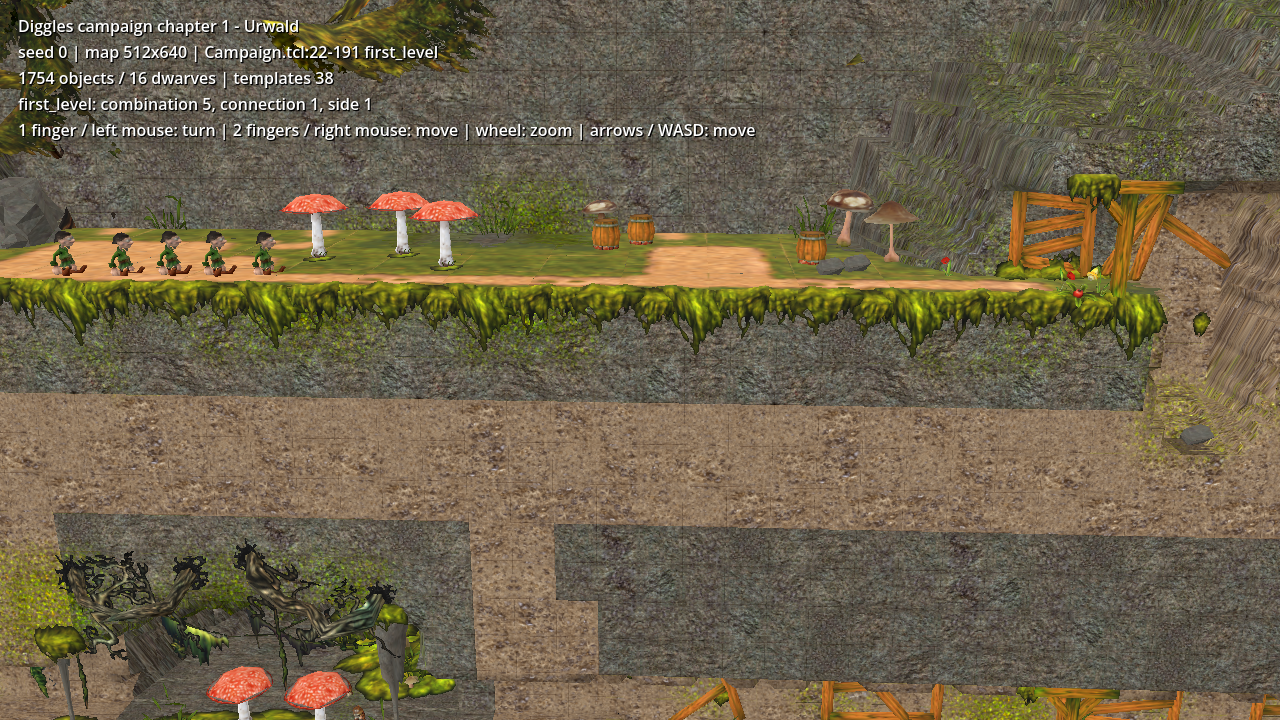 Diggles campaign chapter 1 - Urwald
seed 0 | map 512x640 | Campaign.tcl:22-191 first_level
1754 objects / 16 dwarves | templates 38
first_level: combination 5, connection 1, side 1
1 finger / left mouse: turn | 2 fingers / right mouse: move | wheel: zoom | arrows / WASD: move